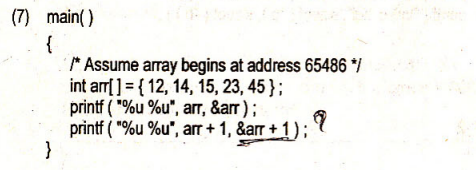 (7) main( )
{
/* Assume array begins at address 65486 */
int arr[ ] = { 12, 14, 15, 23, 45 } ;
printf ( "%u %u", arr, &arr ) ;
printf ( "%u %u", arr + 1, &arr + 1 ) ; ?
}